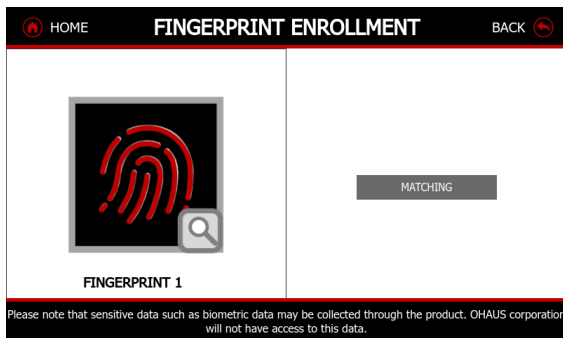 HOME FINGERPRINT ENROLLMENT BACK
MATCHING
FINGERPRINT 1
Please note that sensitive data such as biometric data may be collected through the product. OHAUS corporation
will not have access to this data.